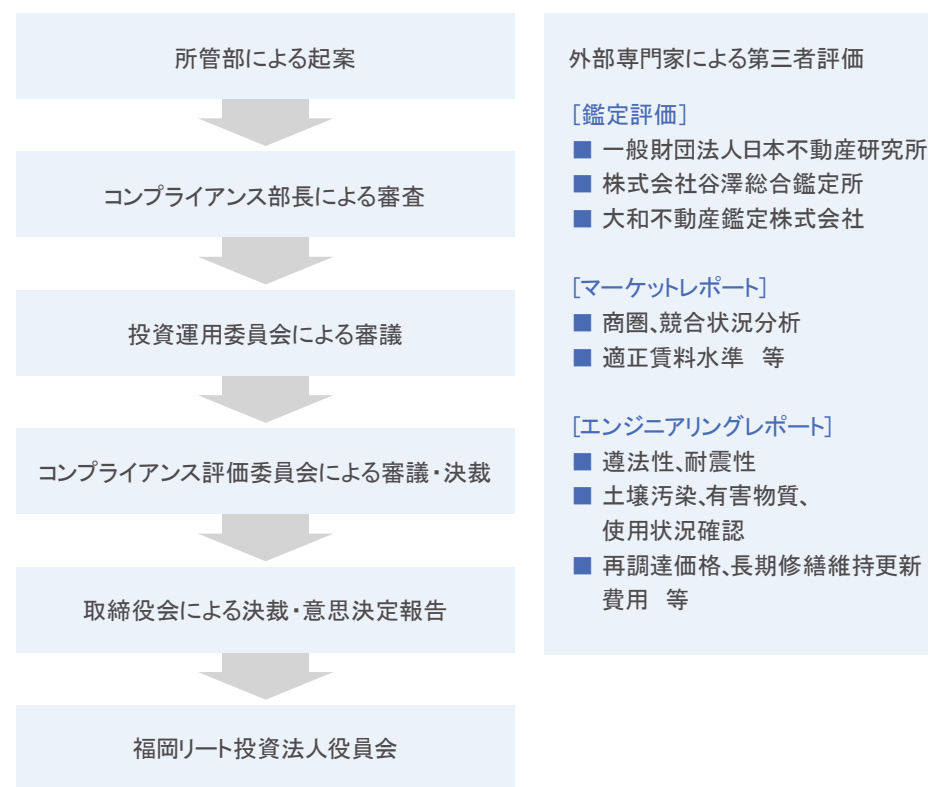 所管部による起案
コンプライアンス部長による審査
投資運用委員会による審議
コンプライアンス評価委員会による審議・決裁
取締役会による決裁・意思決定報告
福岡リート投資法人役員会
外部専門家による第三者評価
[鑑定評価]
■ 一般財団法人日本不動産研究所
■ 株式会社谷澤総合鑑定所
■ 大和不動産鑑定株式会社
[マーケットレポート]
■ 商圏、競合状況分析
■ 適正賃料水準　等
[エンジニアリングレポート]
■ 遵法性、耐震性
■ 土壌汚染、有害物質、
使用状況確認
■ 再調達価格、長期修繕維持更新
費用　等